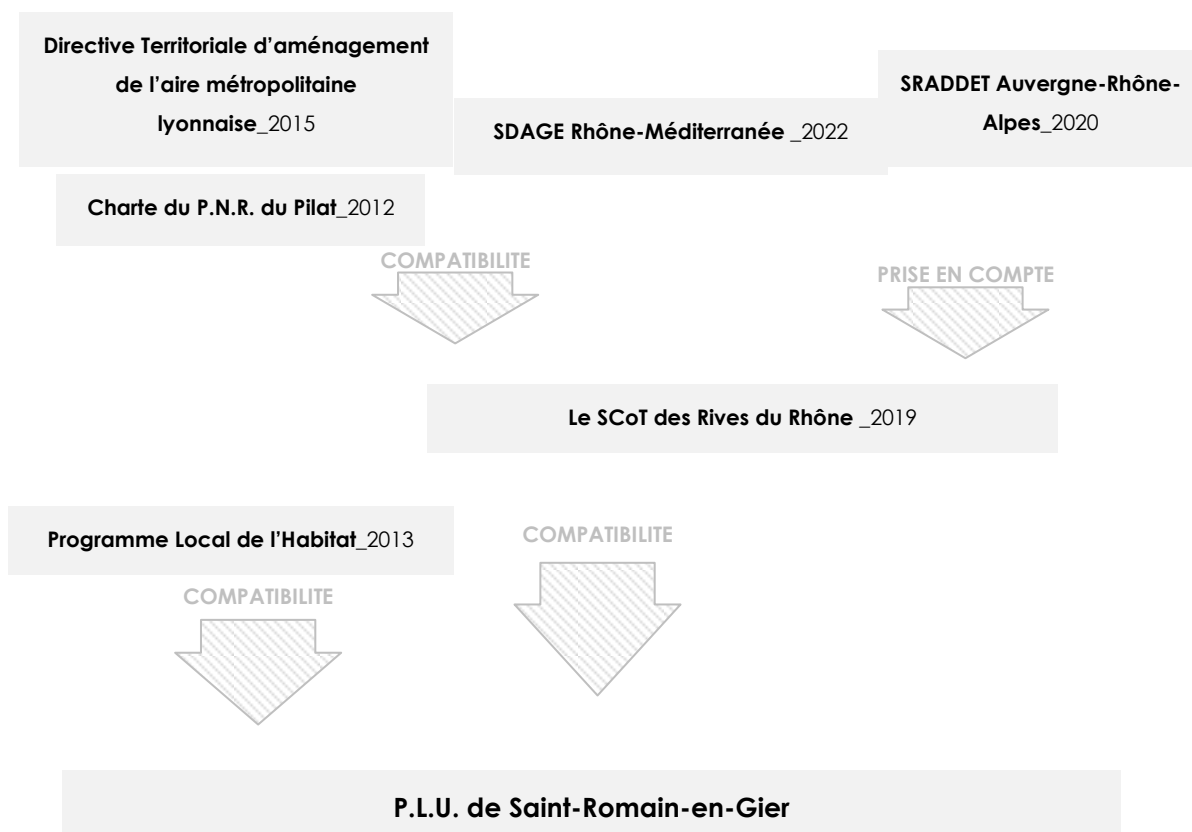 Directive Territoriale d’aménagement
de l’aire métropolitaine
lyonnaise_2015
SDAGE Rhône-Méditerranée _2022
SRADDET Auvergne-Rhône-
Alpes_2020
Charte du P.N.R. du Pilat_2012
COMPATIBILITE
PRISE EN COMPTE
Le SCoT des Rives du Rhône _2019
Programme Local de l’Habitat_2013
COMPATIBILITE
COMPATIBILITE
P.L.U. de Saint-Romain-en-Gier